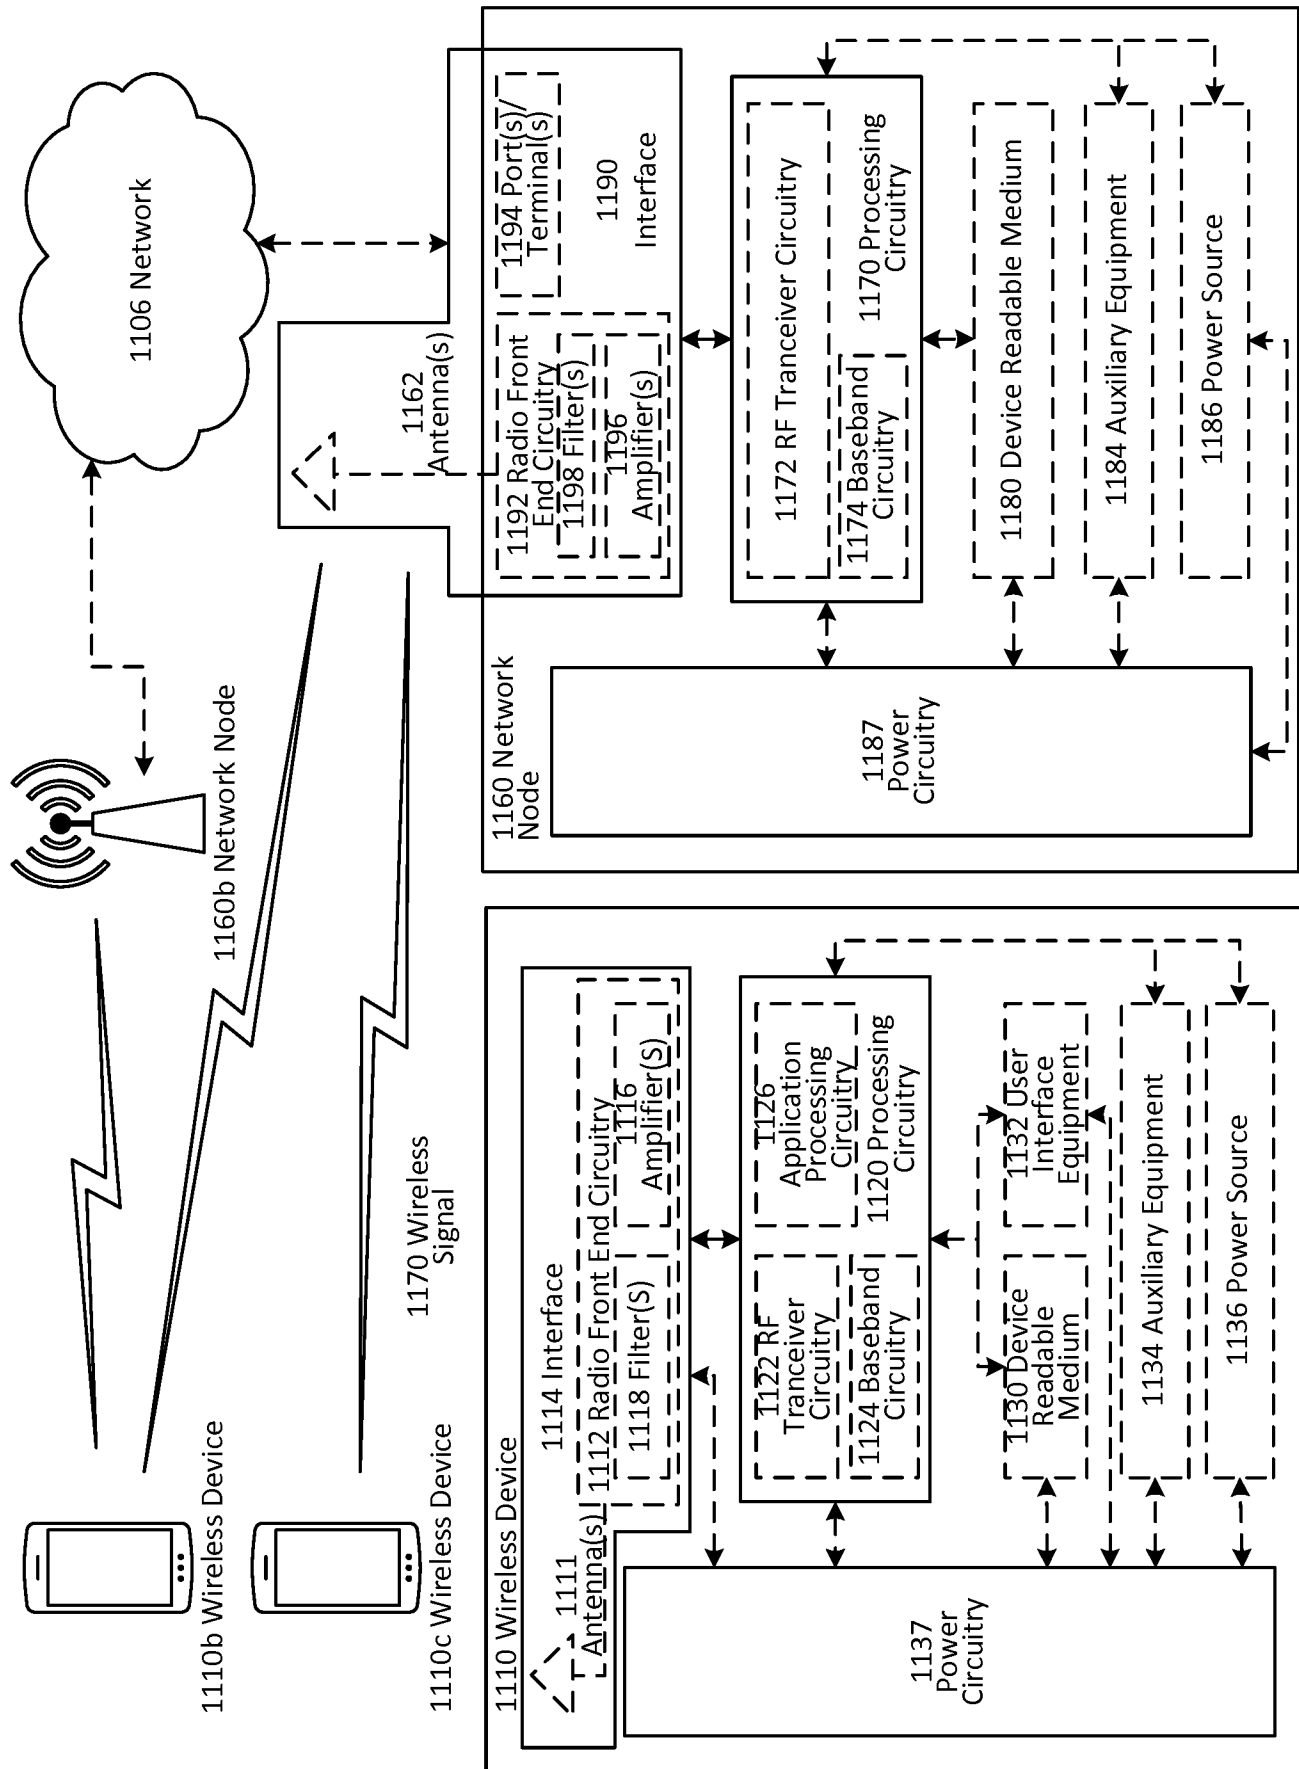 1106 Network
1160b Network Node
1110b Wireless Device
1110c Wireless Device
1170 Wireless
Signal
1160 Network
Node
1162
Antenna(s)
1194 Port(s)/
Terminal(s)
1190
Interface
1192 Radio Front
End Circuitry
1198 Filter(s)
1196
Amplifier(s)
1172 RF Tranceiver Circuitry
1170 Processing
Circuitry
1174 Baseband
Circuitry
1180 Device Readable Medium
1184 Auxiliary Equipment
1186 Power Source
1187
Power
Circuitry
1110 Wireless Device
1114 Interface
1111
Antenna(s)
1112 Radio Front End Circuitry
1118 Filter(S)
1116
Amplifier(S)
1122 RF
Tranceiver
Circuitry
1126
Application
Processing
Circuitry
1124 Baseband
Circuitry
1120 Processing
Circuitry
1130 Device
Readable
Medium
1132 User
Interface
Equipment
1134 Auxiliary Equipment
1136 Power Source
1137
Power
Circuitry